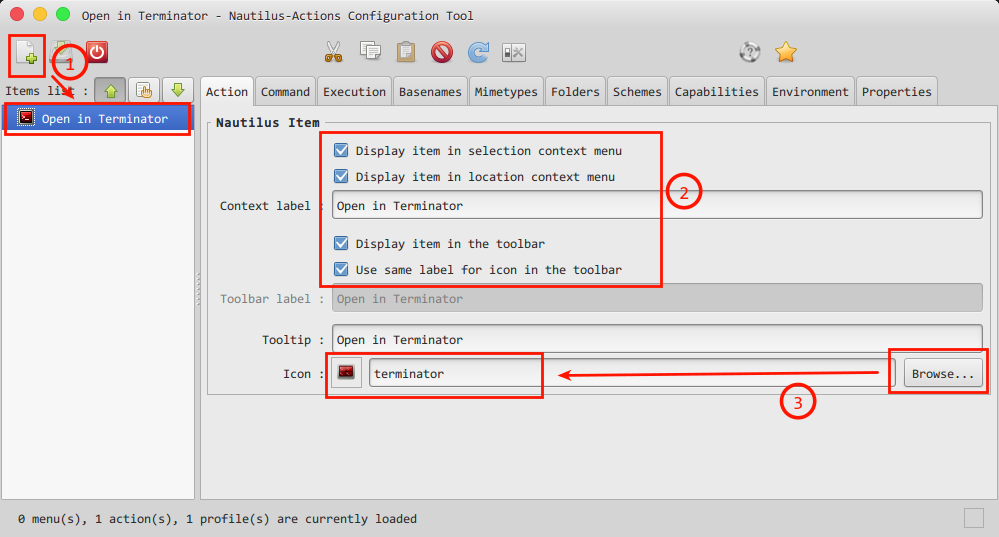 Open in Terminator - Nautilus-Actions Configuration Tool
1
Items list :
Action Command Execution Basenames Mimetypes Folders Schemes Capabilities Environment Properties
Open in Terminator
Nautilus Item
Display item in selection context menu
Display item in location context menu
2
Context label : Open in Terminator
Display item in the toolbar
Use same label for icon in the toolbar
Toolbar label : Open in Terminator
Tooltip : Open in Terminator
Icon : terminator Browse...
3
0 menu(s), 1 action(s), 1 profile(s) are currently loaded